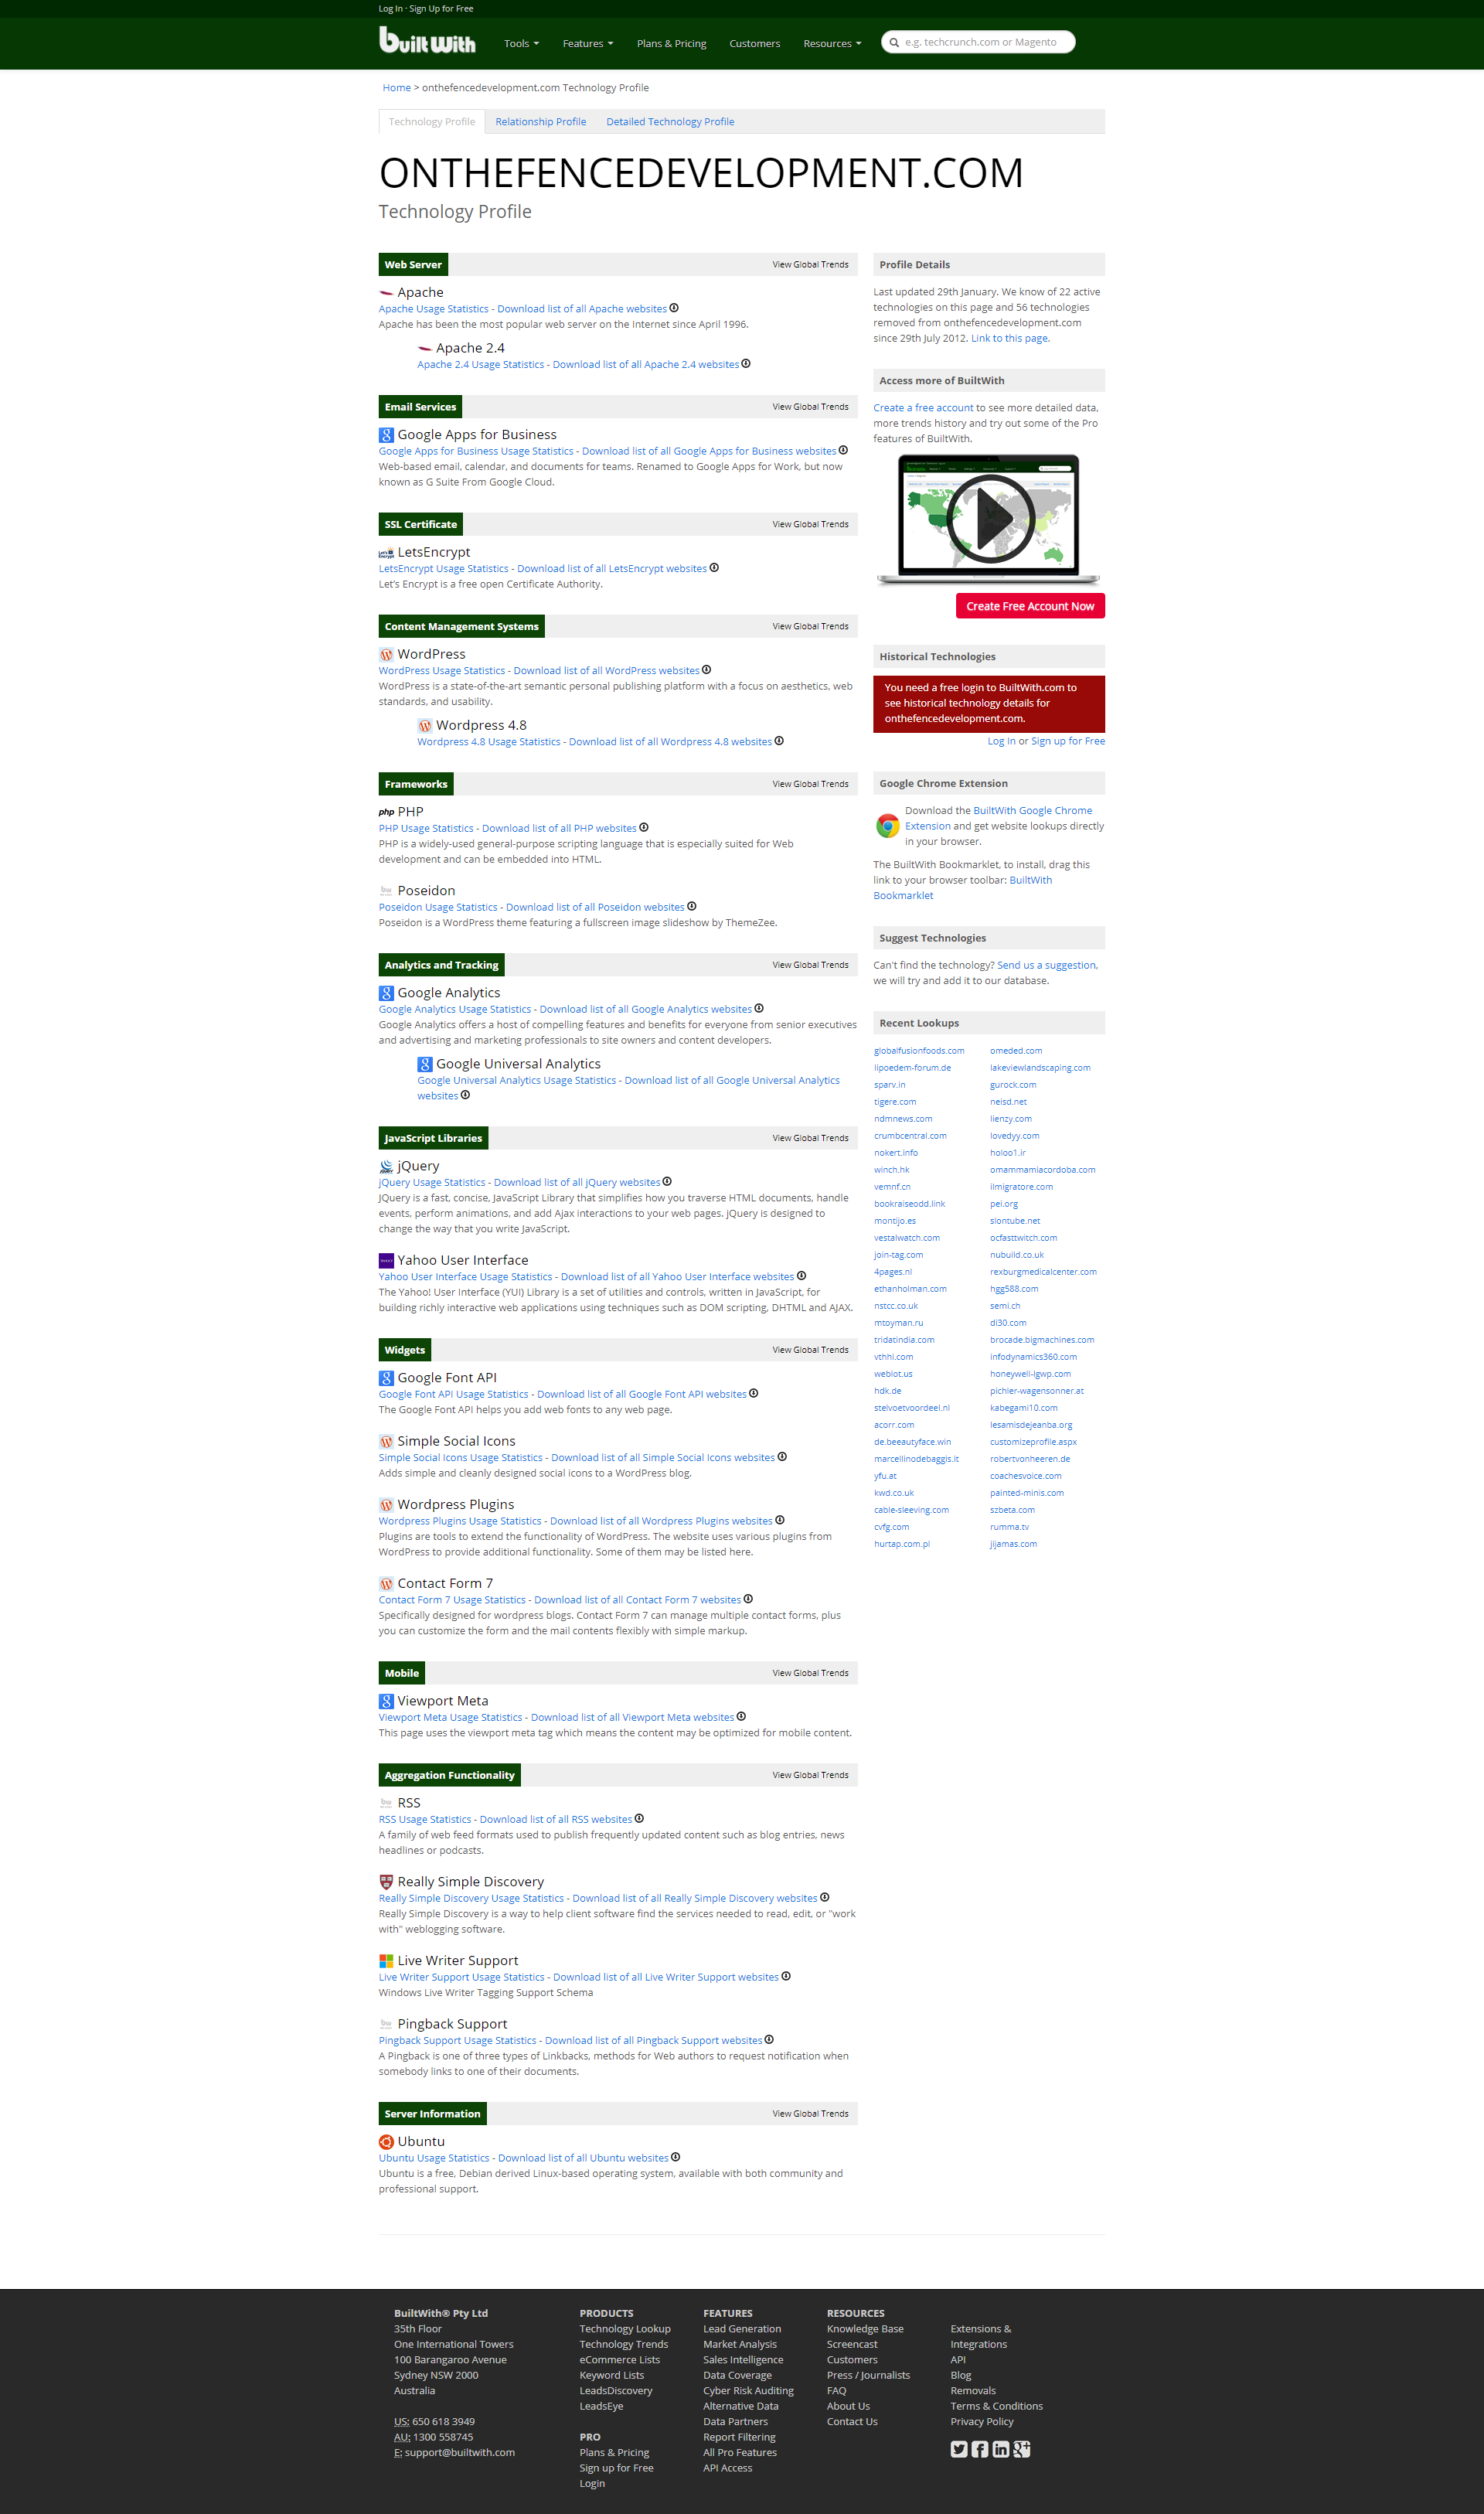 Log In · Sign Up for Free
builtwith
Tools
Features
Plans & Pricing
Customers
Resources
e.g. techcrunch.com or Magento
Home > onthefencedevelopment.com Technology Profile
Technology Profile
Relationship Profile
Detailed Technology Profile
ONTHEFENCEDEVELOPMENT.COM
Technology Profile
Web Server
View Global Trends
Apache
Apache Usage Statistics - Download list of all Apache websites
Apache has been the most popular web server on the Internet since April 1996.
Apache 2.4
Apache 2.4 Usage Statistics - Download list of all Apache 2.4 websites
Email Services
View Global Trends
Google Apps for Business
Google Apps for Business Usage Statistics - Download list of all Google Apps for Business websites
Web-based email, calendar, and documents for teams. Renamed to Google Apps for Work, but now
known as G Suite From Google Cloud.
SSL Certificate
View Global Trends
LetsEncrypt
LetsEncrypt Usage Statistics - Download list of all LetsEncrypt websites
Let's Encrypt is a free open Certificate Authority.
Content Management Systems
View Global Trends
WordPress
WordPress Usage Statistics - Download list of all WordPress websites
WordPress is a state-of-the-art semantic personal publishing platform with a focus on aesthetics, web
standards, and usability.
Wordpress 4.8
Wordpress 4.8 Usage Statistics - Download list of all Wordpress 4.8 websites
Frameworks
View Global Trends
php PHP
PHP Usage Statistics - Download list of all PHP websites
PHP is a widely-used general-purpose scripting language that is especially suited for Web
development and can be embedded into HTML.
Poseidon
Poseidon Usage Statistics - Download list of all Poseidon websites
Poseidon is a WordPress theme featuring a fullscreen image slideshow by ThemeZee.
Analytics and Tracking
View Global Trends
Google Analytics
Google Analytics Usage Statistics - Download list of all Google Analytics websites
Google Analytics offers a host of compelling features and benefits for everyone from senior executives
and advertising and marketing professionals to site owners and content developers.
Google Universal Analytics
Google Universal Analytics Usage Statistics - Download list of all Google Universal Analytics
websites
JavaScript Libraries
View Global Trends
jQuery
jQuery Usage Statistics - Download list of all jQuery websites
JQuery is a fast, concise, JavaScript Library that simplifies how you traverse HTML documents, handle
events, perform animations, and add Ajax interactions to your web pages. jQuery is designed to
change the way that you write JavaScript.
Yahoo User Interface
Yahoo User Interface Usage Statistics - Download list of all Yahoo User Interface websites
The Yahoo! User Interface (YUI) Library is a set of utilities and controls, written in JavaScript, for
building richly interactive web applications using techniques such as DOM scripting, DHTML and AJAX.
Widgets
View Global Trends
Google Font API
Google Font API Usage Statistics - Download list of all Google Font API websites
The Google Font API helps you add web fonts to any web page.
Simple Social Icons
Simple Social Icons Usage Statistics - Download list of all Simple Social Icons websites
Adds simple and cleanly designed social icons to a WordPress blog.
Wordpress Plugins
Wordpress Plugins Usage Statistics - Download list of all Wordpress Plugins websites
Plugins are tools to extend the functionality of WordPress. The website uses various plugins from
WordPress to provide additional functionality. Some of them may be listed here.
Contact Form 7
Contact Form 7 Usage Statistics - Download list of all Contact Form 7 websites
Specifically designed for wordpress blogs. Contact Form 7 can manage multiple contact forms, plus
you can customize the form and the mail contents flexibly with simple markup.
Mobile
View Global Trends
Viewport Meta
Viewport Meta Usage Statistics - Download list of all Viewport Meta websites
This page uses the viewport meta tag which means the content may be optimized for mobile content.
Aggregation Functionality
View Global Trends
RSS
RSS Usage Statistics - Download list of all RSS websites
A family of web feed formats used to publish frequently updated content such as blog entries, news
headlines or podcasts.
Really Simple Discovery
Really Simple Discovery Usage Statistics - Download list of all Really Simple Discovery websites
Really Simple Discovery is a way to help client software find the services needed to read, edit, or "work
with" weblogging software.
Live Writer Support
Live Writer Support Usage Statistics - Download list of all Live Writer Support websites
Windows Live Writer Tagging Support Schema
Pingback Support
Pingback Support Usage Statistics - Download list of all Pingback Support websites
A Pingback is one of three types of Linkbacks, methods for Web authors to request notification when
somebody links to one of their documents.
Server Information
View Global Trends
Ubuntu
Ubuntu Usage Statistics - Download list of all Ubuntu websites
Ubuntu is a free, Debian derived Linux-based operating system, available with both community and
professional support.
Profile Details
Last updated 29th January. We know of 22 active
technologies on this page and 56 technologies
removed from onthefencedevelopment.com
since 29th July 2012. Link to this page.
Access more of BuiltWith
Create a free account to see more detailed data,
more trends history and try out some of the Pro
features of BuiltWith.
Create Free Account Now
Historical Technologies
You need a free login to BuiltWith.com to
see historical technology details for
onthefencedevelopment.com.
Log In or Sign up for Free
Google Chrome Extension
Download the BuiltWith Google Chrome
Extension and get website lookups directly
in your browser.
The BuiltWith Bookmarklet, to install, drag this
link to your browser toolbar: BuiltWith
Bookmarklet
Suggest Technologies
Can't find the technology? Send us a suggestion,
we will try and add it to our database.
Recent Lookups
globalfusionfoods.com omeded.com
lipoedem-forum.de lakeviewlandscaping.com
sparv.in gurock.com
tigere.com neisd.net
ndmnews.com lienzy.com
crumbcentral.com lovedyy.com
nokert.info holoo1.ir
winch.hk omammamiacordoba.com
vemnf.cn ilmigratore.com
bookraiseodd.link pei.org
montijo.es slontube.net
vestalwatch.com ocfasttwitch.com
join-tag.com nubuild.co.uk
4pages.nl rexburgmedicalcenter.com
ethanholman.com hgg588.com
nstcc.co.uk semi.ch
mtoyman.ru di30.com
tridatindia.com brocade.bigmachines.com
vthhi.com infodynamics360.com
weblot.us honeywell-lgwp.com
hdk.de pichler-wagensonner.at
stelvoetvoordeel.nl kabegami10.com
acorr.com lesamisdejeanba.org
de.beeautyface.win customizeprofile.aspx
marcellinodebaggis.it robertvonheeren.de
yfu.at coachesvoice.com
kwd.co.uk painted-minis.com
cable-sleeving.com szbeta.com
cvfg.com rumma.tv
hurtap.com.pl jijamas.com
BuiltWith® Pty Ltd
35th Floor
One International Towers
100 Barangaroo Avenue
Sydney NSW 2000
Australia
US: 650 618 3949
AU: 1300 558745
E: support@builtwith.com
PRODUCTS
Technology Lookup
Technology Trends
eCommerce Lists
Keyword Lists
LeadsDiscovery
LeadsEye
PRO
Plans & Pricing
Sign up for Free
Login
FEATURES
Lead Generation
Market Analysis
Sales Intelligence
Data Coverage
Cyber Risk Auditing
Alternative Data
Data Partners
Report Filtering
All Pro Features
API Access
RESOURCES
Knowledge Base
Screencast
Customers
Press / Journalists
FAQ
About Us
Contact Us
Extensions &
Integrations
API
Blog
Removals
Terms & Conditions
Privacy Policy